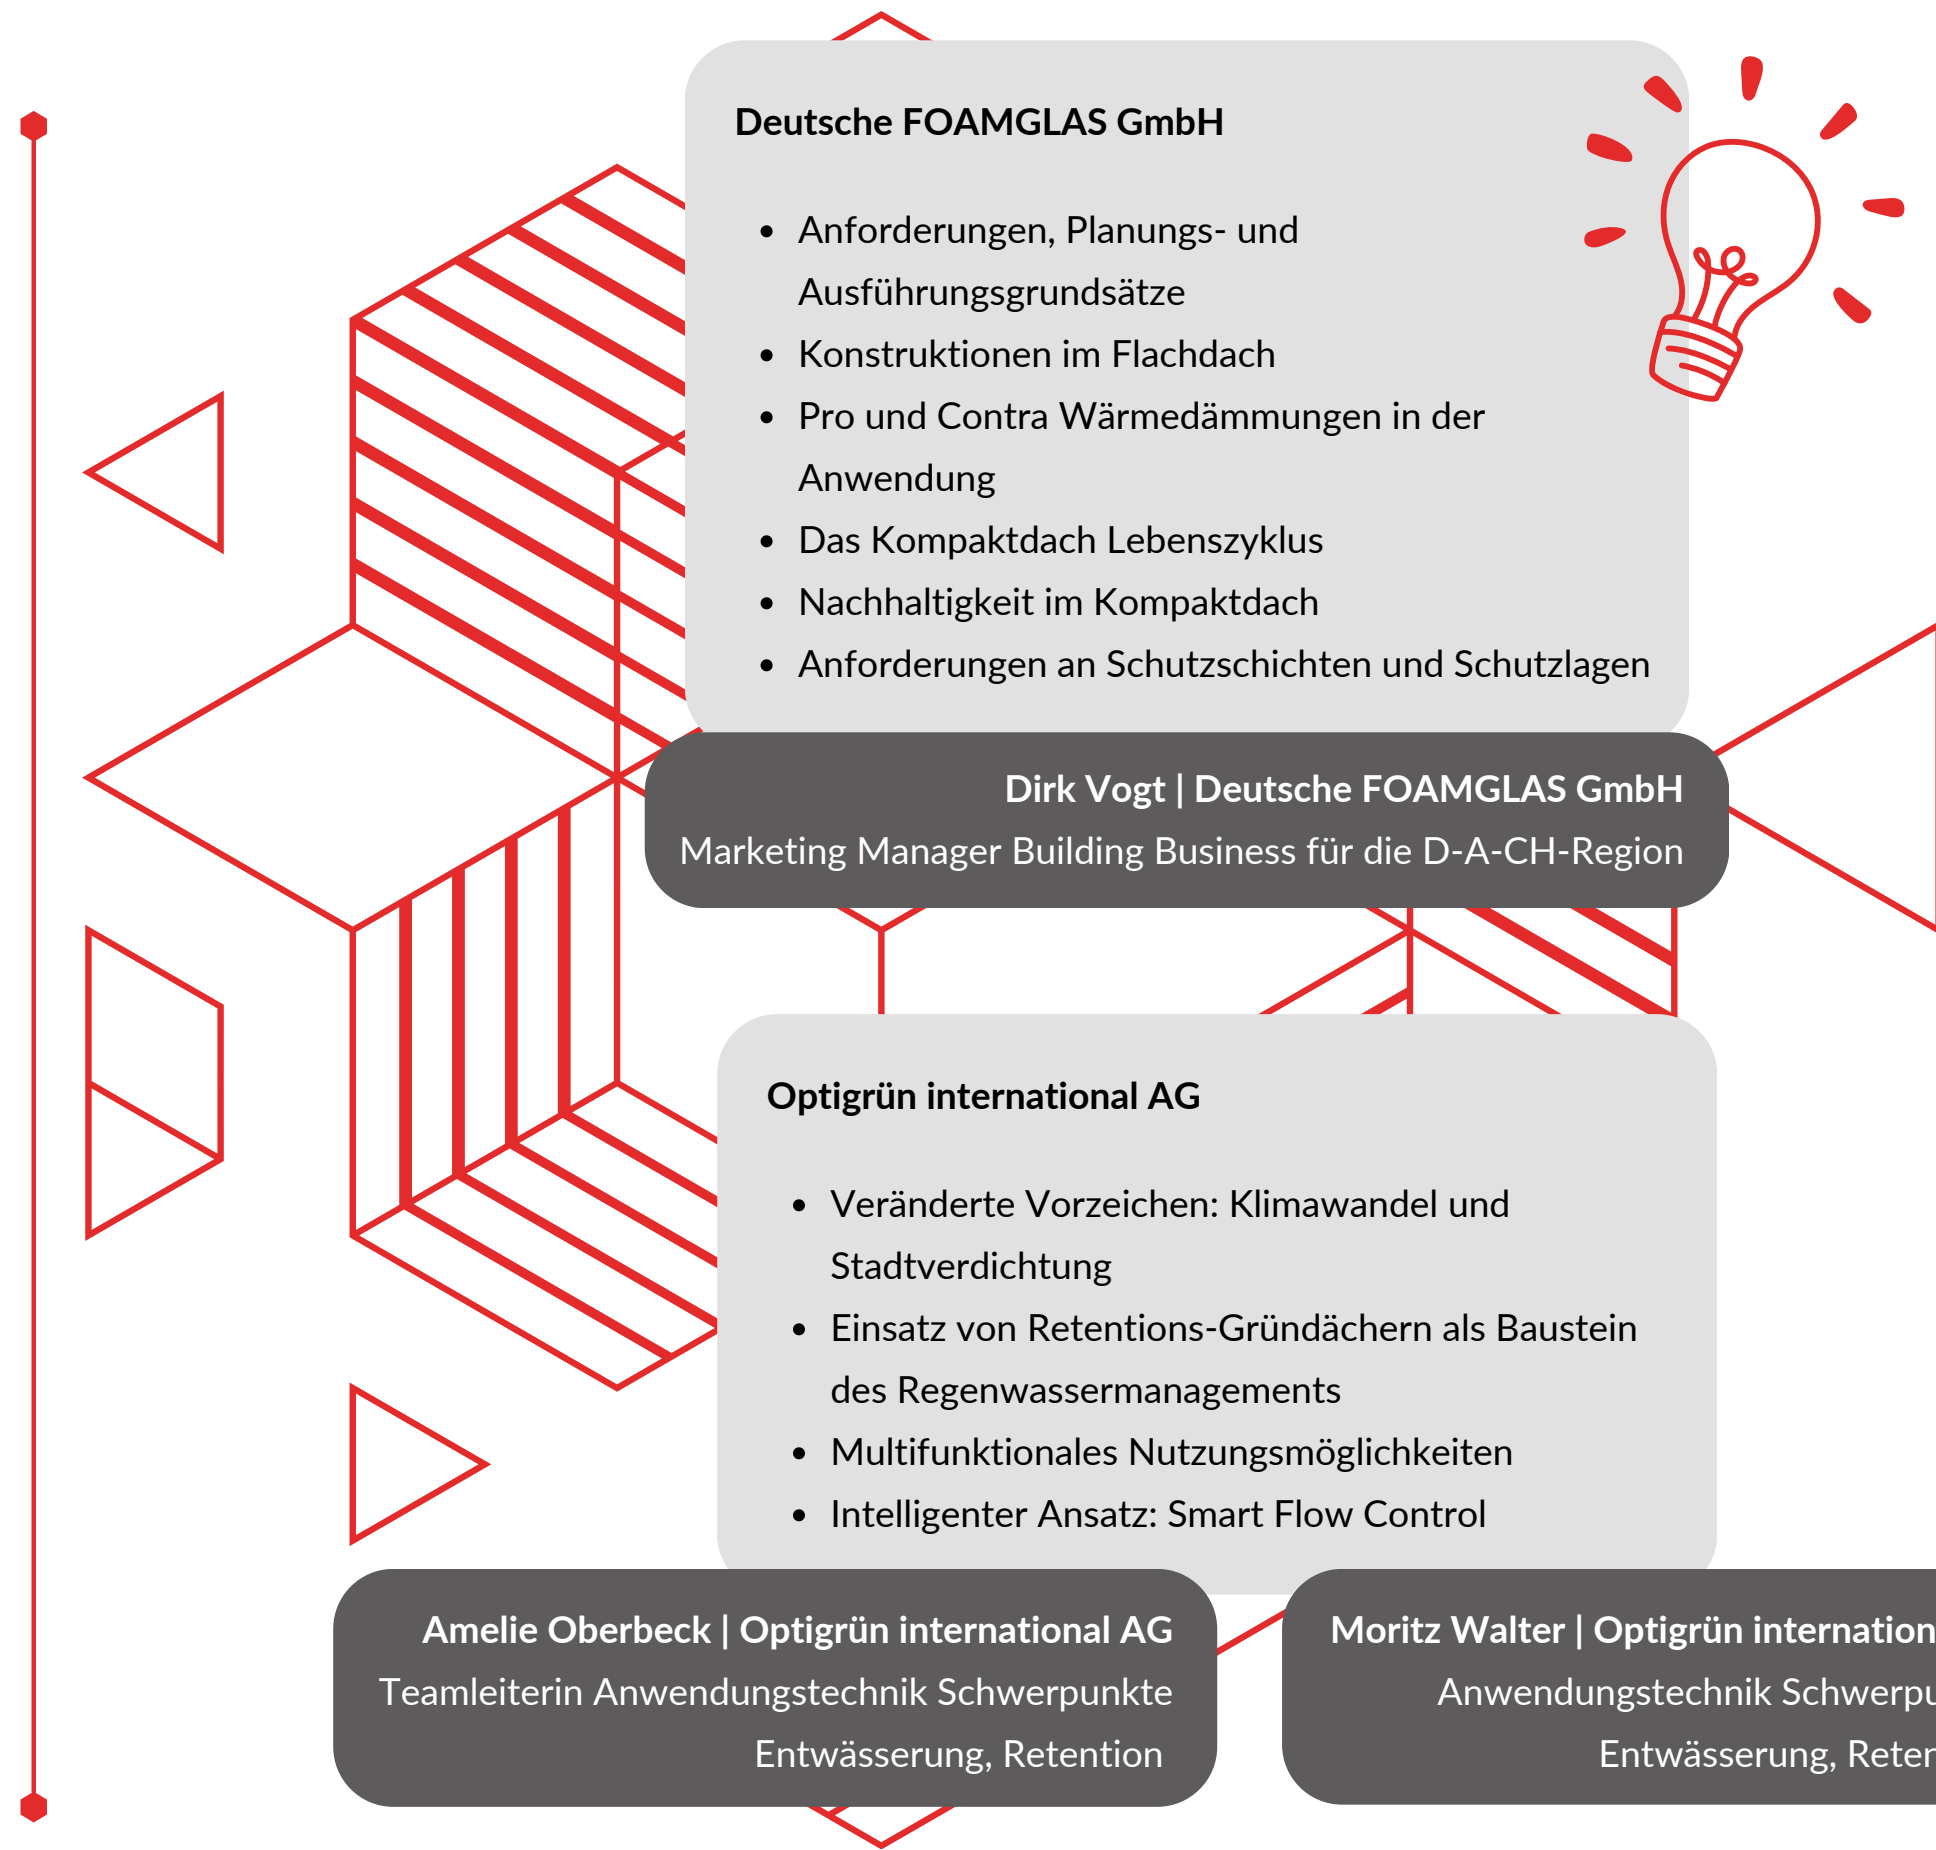 Deutsche FOAMGLAS GmbH
• Anforderungen, Planungs- und
Ausführungsgrundsätze
• Konstruktionen im Flachdach
• Pro und Contra Wärmedämmungen in der
Anwendung
• Das Kompaktdach Lebenszyklus
• Nachhaltigkeit im Kompaktdach
• Anforderungen an Schutzschichten und Schutzlagen
Dirk Vogt | Deutsche FOAMGLAS GmbH
Marketing Manager Building Business für die D-A-CH-Region
Optigrün international AG
• Veränderte Vorzeichen: Klimawandel und
Stadtverdichtung
• Einsatz von Retentions-Gründächern als Baustein
des Regenwassermanagements
• Multifunktionales Nutzungsmöglichkeiten
• Intelligenter Ansatz: Smart Flow Control
Amelie Oberbeck | Optigrün international AG
Teamleiterin Anwendungstechnik Schwerpunkte
Entwässerung, Retention
Moritz Walter | Optigrün
Anwendungstechnik
Entwässerung,